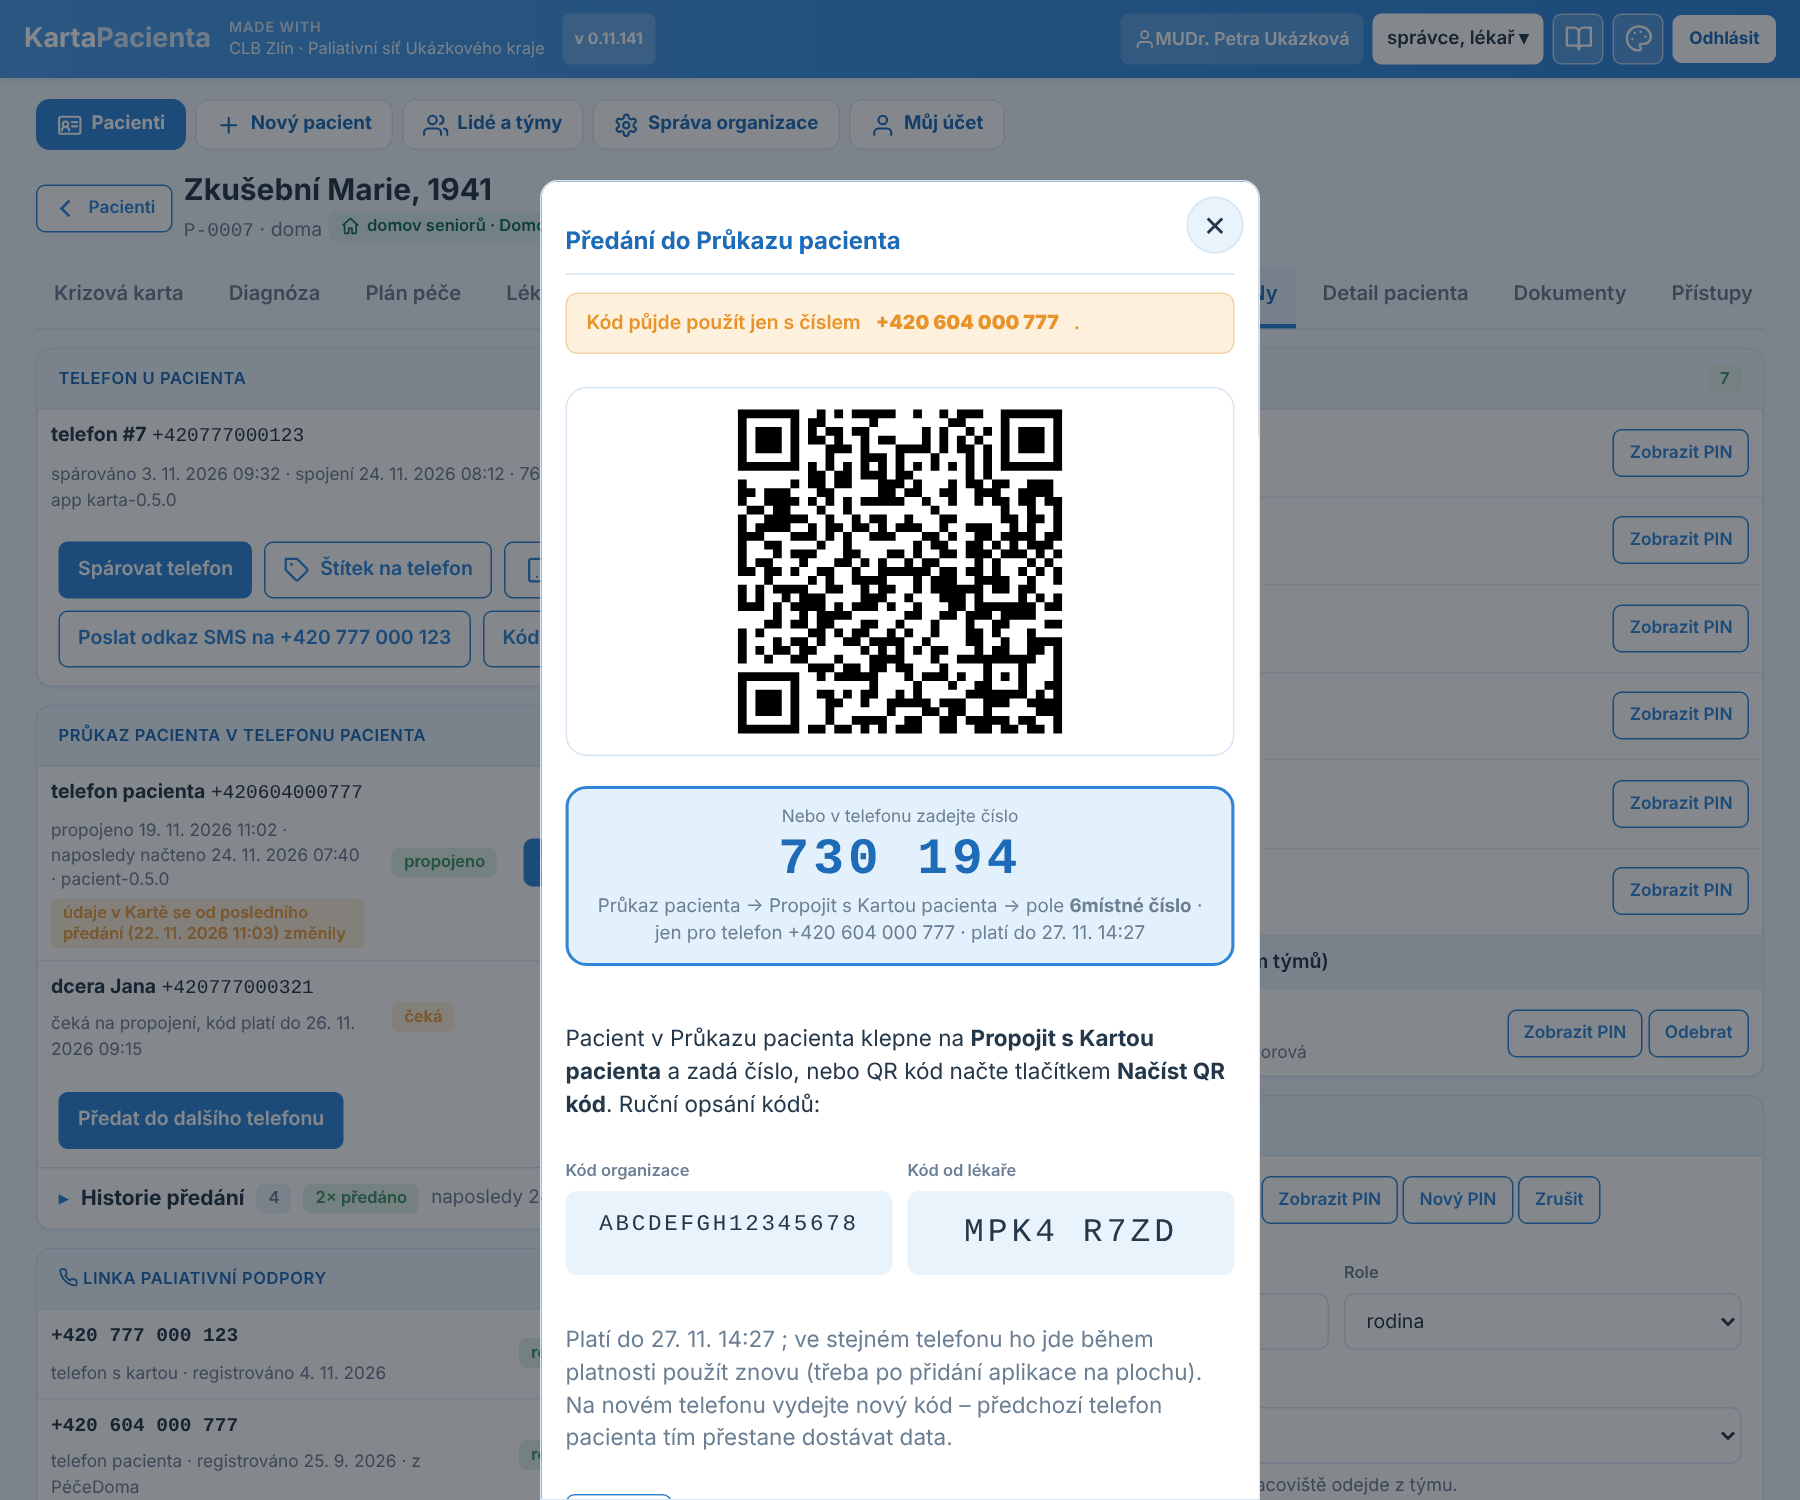 KartaPacienta
MADE WITH
CLB Zlín · Paliativní síť Ukázkového kraje
v 0.11.141
MUDr. Petra Ukázková
správce, lékař ▾
Odhlásit
Pacienti
Nový pacient
Lidé a týmy
Správa organizace
Můj účet
Pacienti
Zkušební Marie, 1941
P-0007 · doma
domov seniorů ·
Krizová karta
Diagnóza
Plán péče
Detail pacienta
Dokumenty
Přístupy
TELEFON U PACIENTA
telefon #7 +420777000123
spárováno 3. 11. 2026 09:32 · spojení 24. 11. 2026 08:12 · 76
app karta-0.5.0
Spárovat telefon
Štítek na telefon
Poslat odkaz SMS na +420 777 000 123
Kód
PRŮKAZ PACIENTA V TELEFONU PACIENTA
telefon pacienta +420604000777
propojeno 19. 11. 2026 11:02 ·
naposledy načteno 24. 11. 2026 07:40
· pacient-0.5.0
propojeno
údaje v Kartě se od posledního
předání (22. 11. 2026 11:03) změnily
dcera Jana +420777000321
čeká na propojení, kód platí do 26. 11.
2026 09:15
čeká
Předat do dalšího telefonu
▸ Historie předání
4
2× předáno
naposledy 2
LINKA PALIATIVNÍ PODPORY
+420 777 000 123
telefon s kartou · registrováno 4. 11. 2026
+420 604 000 777
telefon pacienta · registrováno 25. 9. 2026 · z
PéčeDoma
Předání do Průkazu pacienta
Kód půjde použít jen s číslem +420 604 000 777 .
Nebo v telefonu zadejte číslo
730 194
Průkaz pacienta → Propojit s Kartou pacienta → pole 6místné číslo ·
jen pro telefon +420 604 000 777 · platí do 27. 11. 14:27
Pacient v Průkazu pacienta klepne na Propojit s Kartou
pacienta a zadá číslo, nebo QR kód načte tlačítkem Načíst QR
kód. Ruční opsání kódů:
Kód organizace
ABCDEFGH12345678
Kód od lékaře
MPK4 R7ZD
Platí do 27. 11. 14:27 ; ve stejném telefonu ho jde během
platnosti použít znovu (třeba po přidání aplikace na plochu).
Na novém telefonu vydejte nový kód – předchozí telefon
pacienta tím přestane dostávat data.
7
Zobrazit PIN
Zobrazit PIN
Zobrazit PIN
Zobrazit PIN
Zobrazit PIN
Zobrazit PIN
týmů)
Zobrazit PIN
Odebrat
Zobrazit PIN
Nový PIN
Zrušit
Role
rodina
odejde z týmu.